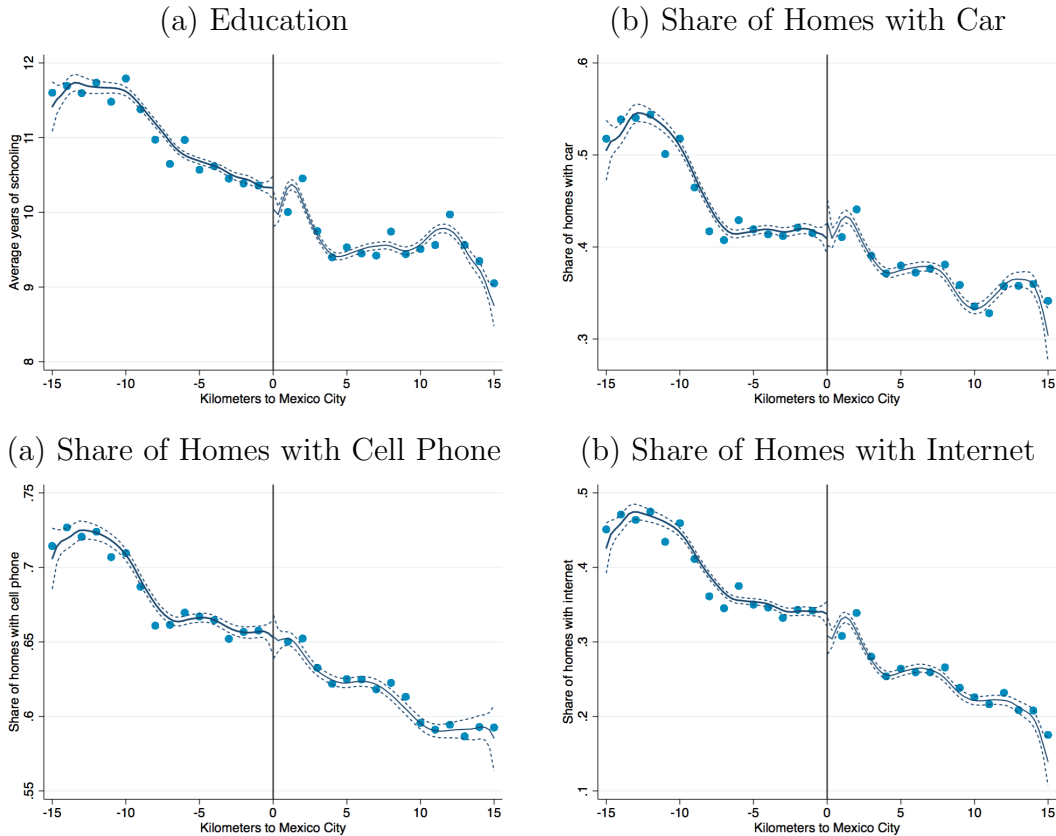 (a) Education
(b) Share of Homes with Car
Average years of schooling
12
11
10
9
8
-15 -10 -5 0 5 10 15
Kilometers to Mexico City
Share of homes with car
.6
.5
.4
.3
-15 -10 -5 0 5 10 15
Kilometers to Mexico City
(a) Share of Homes with Cell Phone
(b) Share of Homes with Internet
Share of homes with cell phone
.75
.7
.65
.6
.55
-15 -10 -5 0 5 10 15
Kilometers to Mexico City
Share of homes with internet
.5
.4
.3
.2
.1
-15 -10 -5 0 5 10 15
Kilometers to Mexico City